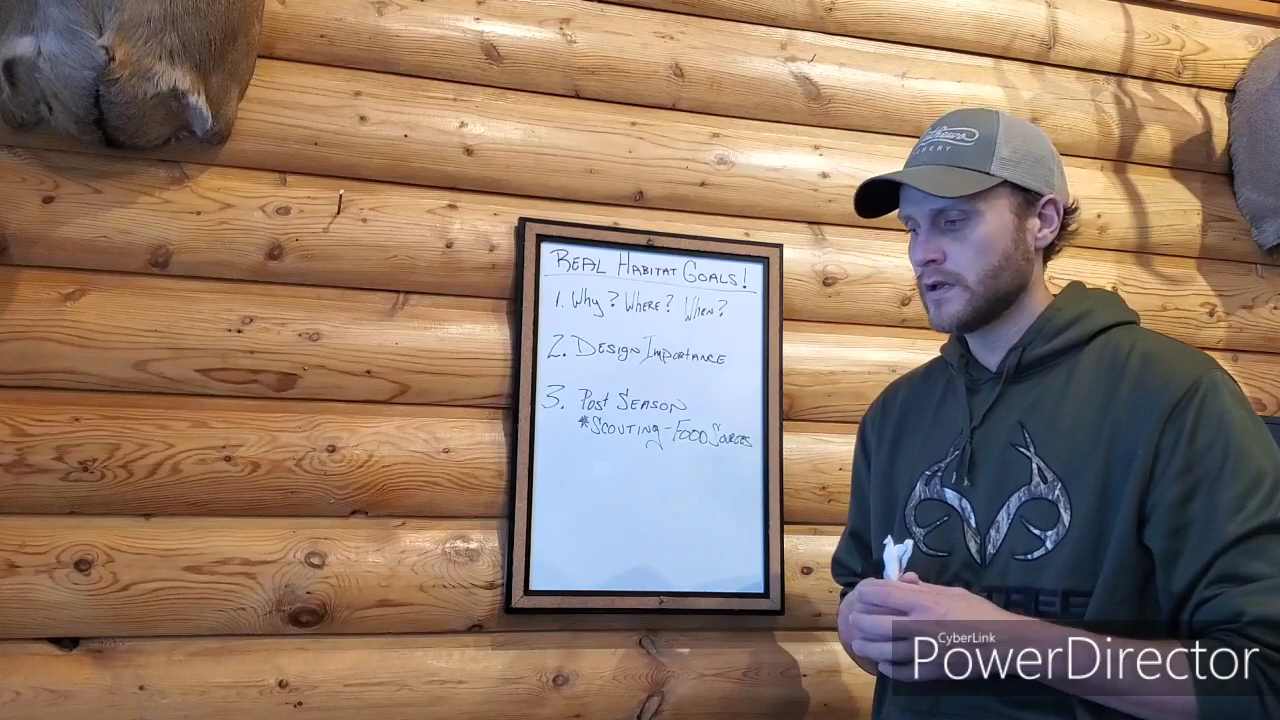 REAL HABITAT GOALS!
1. Why? WHERE? WHEN?
2. DESIGN IMPORTANCE
3. POST SEASON
*SCOUTING - FOOD SOURCES
CyberLink
PowerDirector